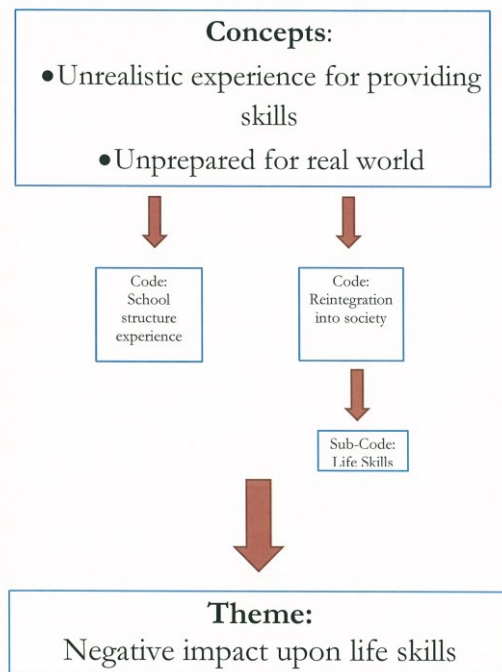 Concepts:
•Unrealistic experience for providing
skills
•Unprepared for real world
Code:
School
structure
experience
Code:
Reintegration
into society
Sub-Code:
Life Skills
Theme:
Negative impact upon life skills